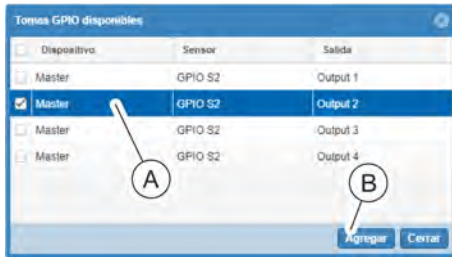 Tomas GPIO disponibles
Dispositivo Sensor Salida
Master GPIO S2 Output 1
Master GPIO S2 Output 2
Master GPIO S2 Output 3
Master GPIO S2 Output 4
A
B
Agregar Cerrar